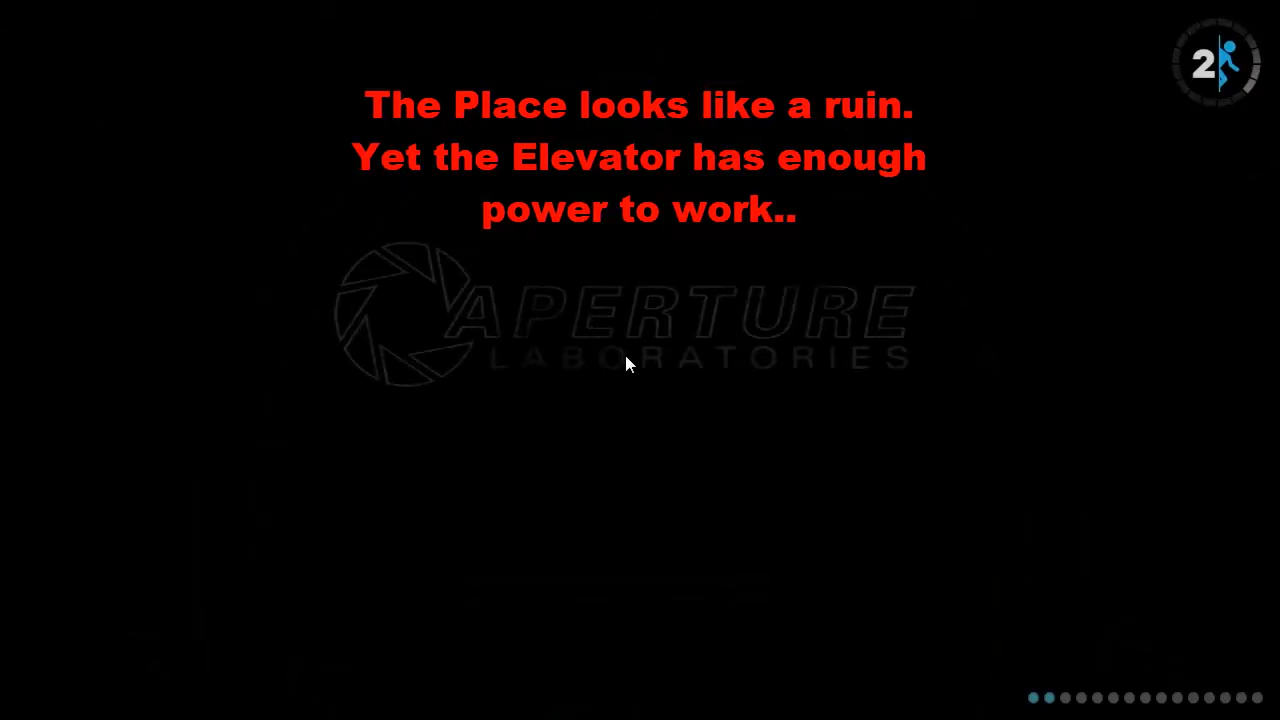 2
The Place looks like a ruin.
Yet the Elevator has enough
power to work..
APERTURE
LABORATORIES